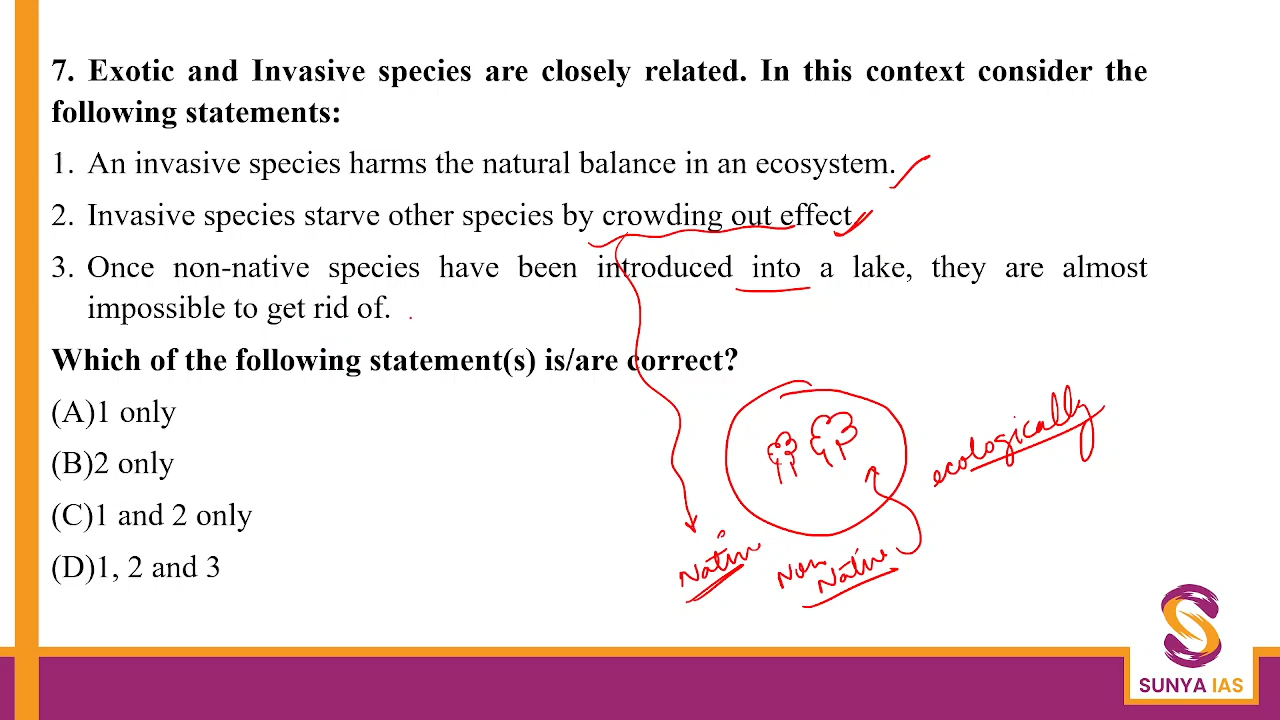 7. Exotic and Invasive species are closely related. In this context consider the
following statements:
1. An invasive species harms the natural balance in an ecosystem.
2. Invasive species starve other species by crowding out effect
3. Once non-native species have been introduced into a lake, they are almost
impossible to get rid of.
Which of the following statement(s) is/are correct?
(A)1 only
(B)2 only
(C)1 and 2 only
(D)1, 2 and 3
ecologically
Native
Non
Native
SUNYA IAS